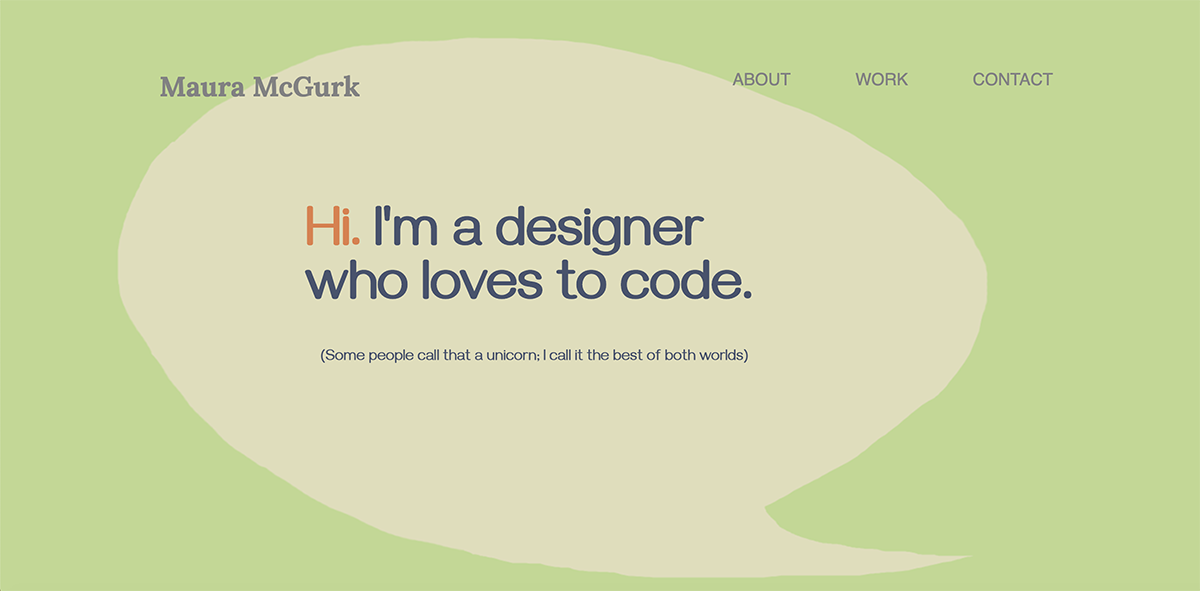 Maura McGurk
ABOUT WORK CONTACT
Hi. I'm a designer
who loves to code.
(Some people call that a unicorn; I call it the best of both worlds)